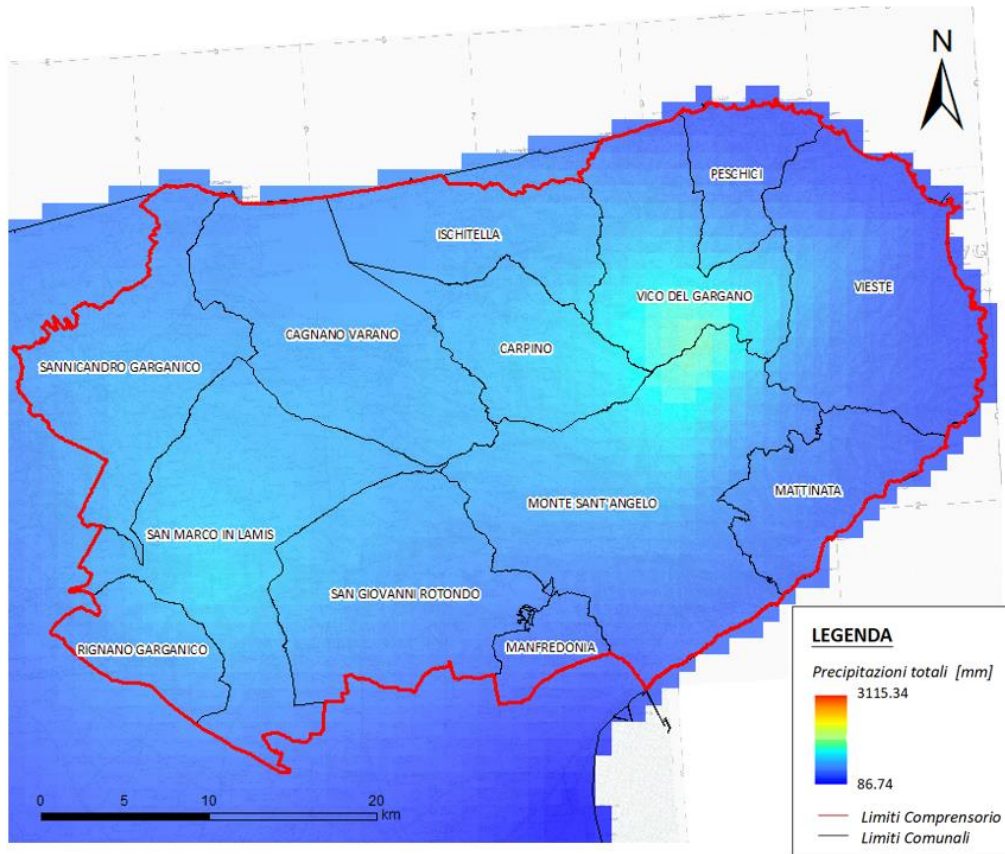 N
PESCHICI
ISCHITELLA
VIESTE
VICO DEL GARGANO
CAGNANO VARANO
CARPINO
SANNICANDRO GARGANICO
MATTINATA
MONTE SANT'ANGELO
SAN MARCO IN LAMIS
SAN GIOVANNI ROTONDO
MANFREDONIA
RIGNANO GARGANICO
LEGENDA
Precipitazioni totali [mm]
3115.34
86.74
Limiti Comprensorio
Limiti Comunali
0 5 10 20
km